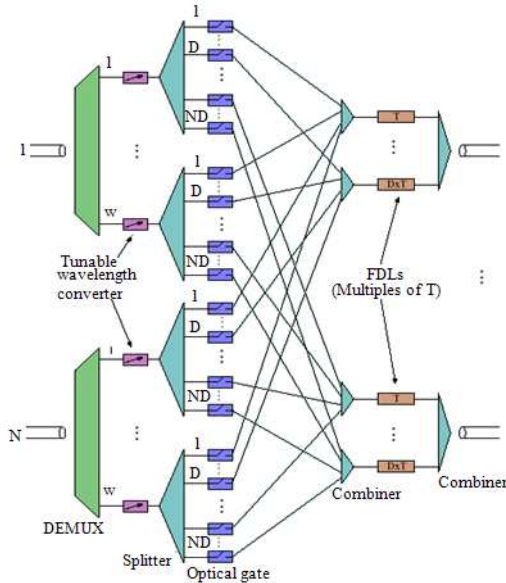 1
D
ND
1
T
DxT
1
1
D
ND
w
Tunable
wavelength
converter
FDLs
(Multiples of T)
1
D
ND
1
T
DxT
N
1
D
ND
w
DEMUX
Splitter
Optical gate
Combiner
Combiner